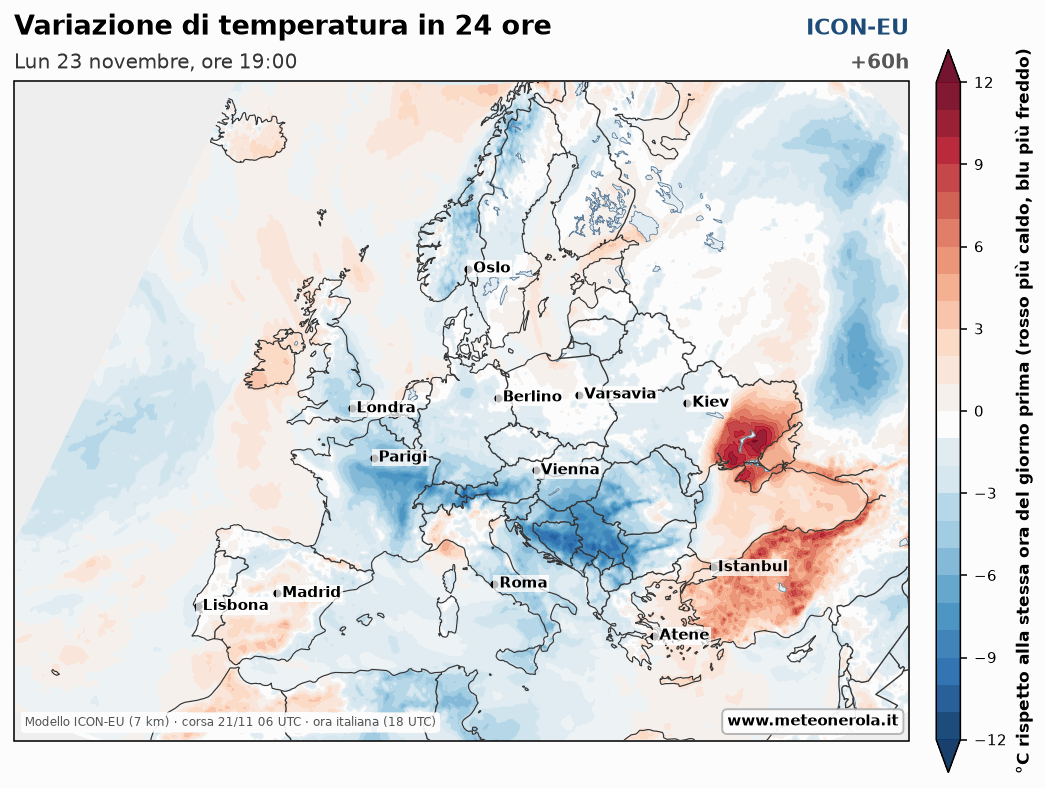 Variazione di temperatura in 24 ore
ICON-EU
Lun 23 novembre, ore 19:00
+60h
Oslo
Berlino
Varsavia
Kiev
Londra
Parigi
Vienna
Istanbul
Roma
Madrid
Lisbona
Atene
Modello ICON-EU (7 km) · corsa 21/11 06 UTC · ora italiana (18 UTC)
www.meteonerola.it
12
9
6
3
0
−3
−6
−9
−12
°C rispetto alla stessa ora del giorno prima (rosso più caldo, blu più freddo)